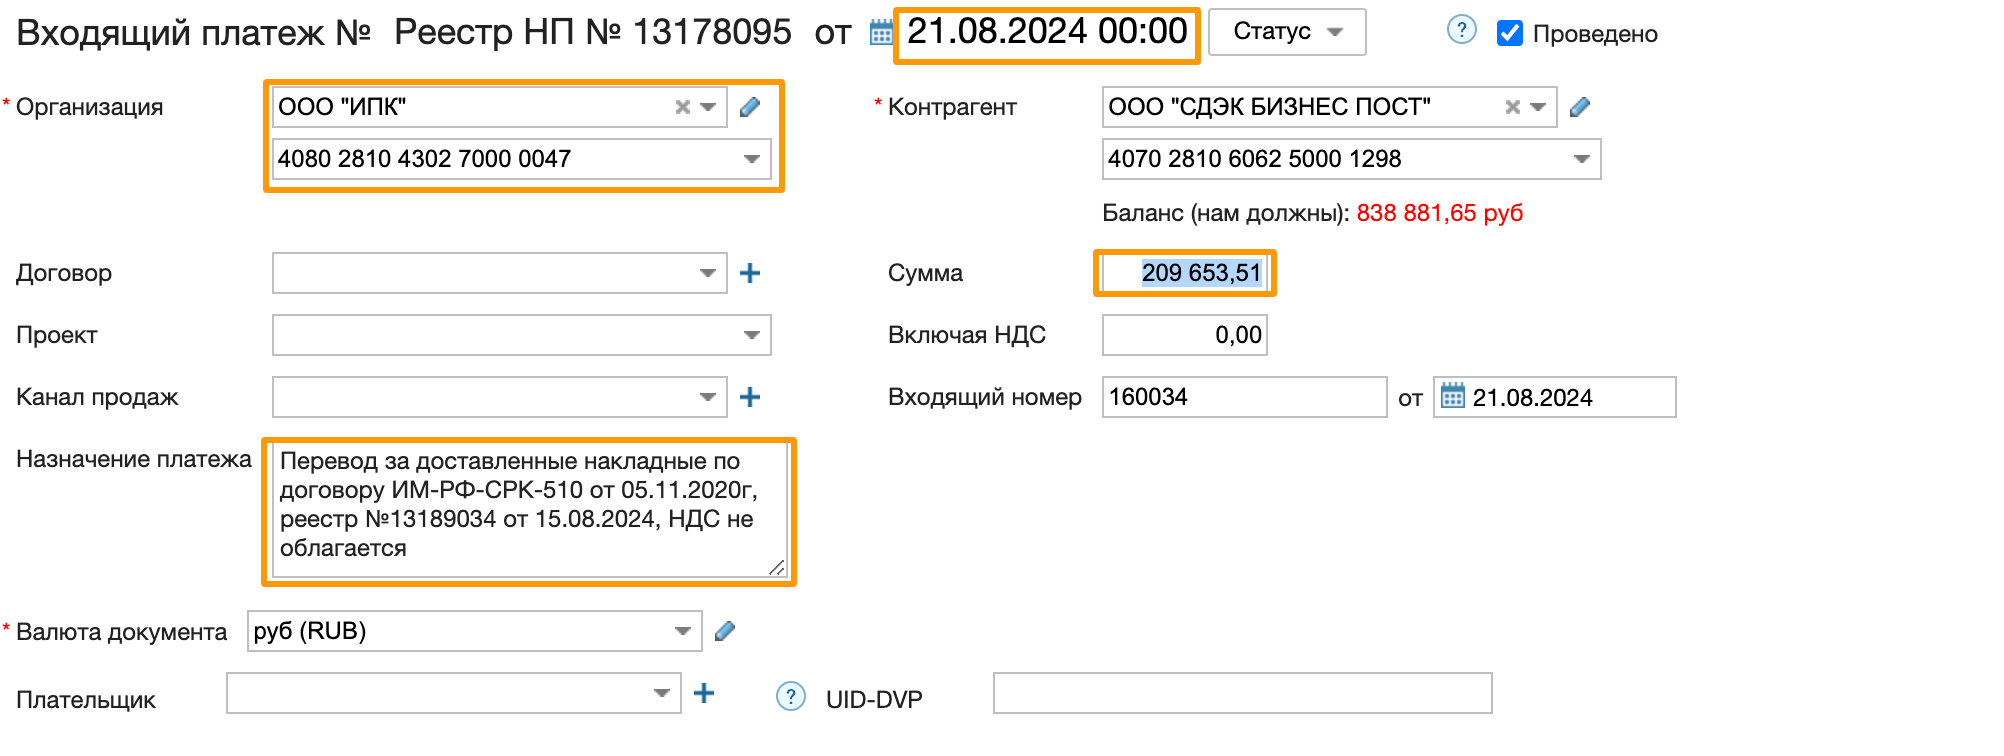 Входящий платеж № Реестр НП № 13178095 от 21.08.2024 00:00 Статус ? Проведено
* Организация ООО "ИПК" * Контрагент ООО "СДЭК БИЗНЕС ПОСТ"
4080 2810 4302 7000 0047 4070 2810 6062 5000 1298
Баланс (нам должны): 838 881,65 руб
Договор Сумма 209 653,51
Проект Включая НДС 0,00
Канал продаж Входящий номер 160034 от 21.08.2024
Назначение платежа Перевод за доставленные накладные по
договору ИМ-РФ-СРК-510 от 05.11.2020г,
реестр №13189034 от 15.08.2024, НДС не
облагается
* Валюта документа руб (RUB)
Плательщик ? UID-DVP